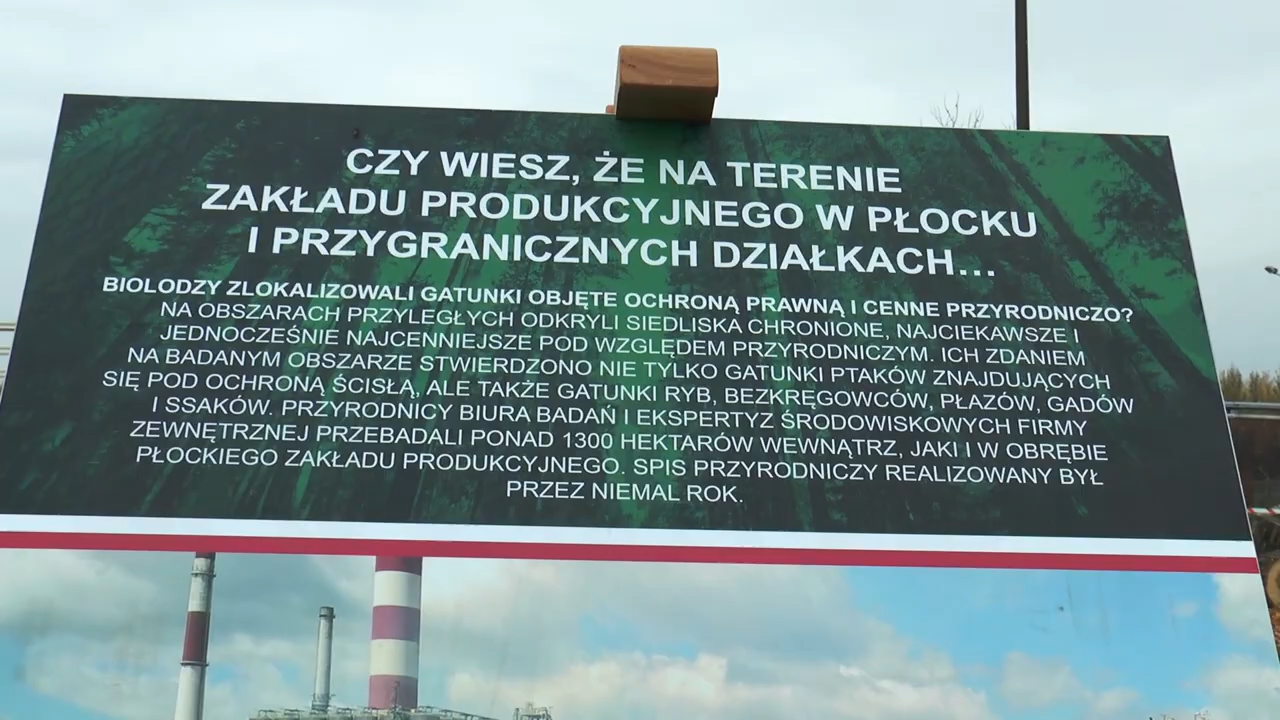 CZY WIESZ, ŻE NA TERENIE
ZAKŁADU PRODUKCYJNEGO W PŁOCKU
I PRZYGRANICZNYCH DZIAŁKACH...
BIOLODZY ZLOKALIZOWALI GATUNKI OBJĘTE OCHRONĄ PRAWNĄ I CENNE PRZYRODNICZO?
NA OBSZARACH PRZYLEGŁYCH ODKRYLI SIEDLISKA CHRONIONE, NAJCIEKAWSZE I
JEDNOCZEŚNIE NAJCENNIEJSZE POD WZGLĘDEM PRZYRODNICZYM. ICH ZDANIEM
NA BADANYM OBSZARZE STWIERDZONO NIE TYLKO GATUNKI PTAKÓW ZNAJDUJĄCYCH
SIĘ POD OCHRONĄ ŚCISŁĄ, ALE TAKŻE GATUNKI RYB, BEZKRĘGOWCÓW, PŁAZÓW, GADÓW
I SSAKÓW. PRZYRODNICY BIURA BADAŃ I EKSPERTYZ ŚRODOWISKOWYCH FIRMY
ZEWNĘTRZNEJ PRZEBADALI PONAD 1300 HEKTARÓW WEWNĄTRZ, JAKI I W OBRĘBIE
PŁOCKIEGO ZAKŁADU PRODUKCYJNEGO. SPIS PRZYRODNICZY REALIZOWANY BYŁ
PRZEZ NIEMAL ROK.